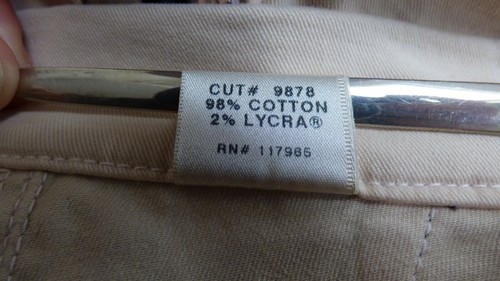 CUT# 9878
98% COTTON
2% LYCRA®
RN# 117965